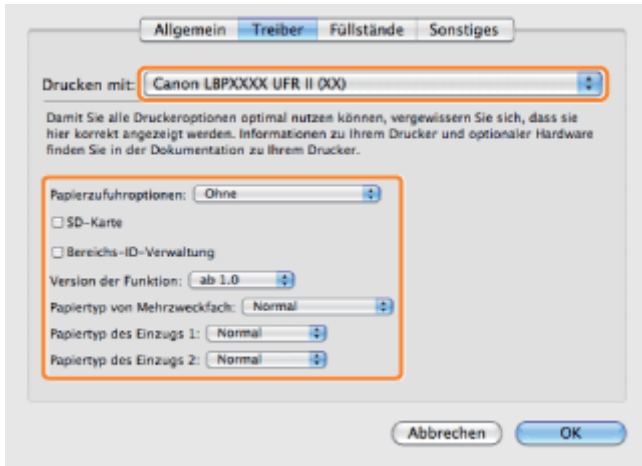 Allgemein Treiber Füllstände Sonstiges
Drucken mit: Canon LBPXXXX UFR II (XX)
Damit Sie alle Druckeroptionen optimal nutzen können, vergewissern Sie sich, dass sie
hier korrekt angezeigt werden. Informationen zu Ihrem Drucker und optionaler Hardware
finden Sie in der Dokumentation zu Ihrem Drucker.
Papierzufuhroptionen: Ohne
SD-Karte
Bereichs-ID-Verwaltung
Version der Funktion: ab 1.0
Papiertyp von Mehrzweckfach: Normal
Papiertyp des Einzugs 1: Normal
Papiertyp des Einzugs 2: Normal
Abbrechen OK